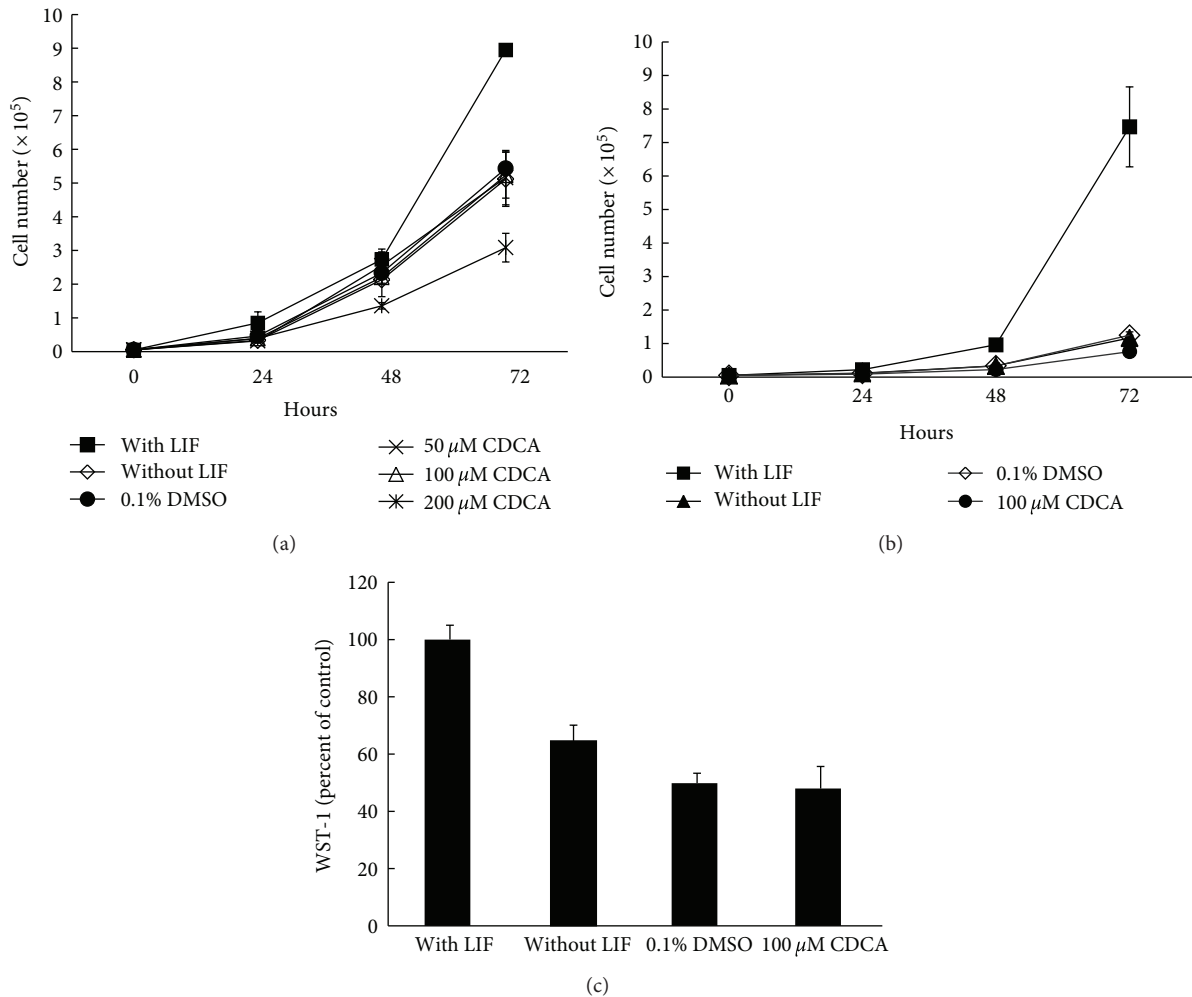 10
9
8
7
6
5
4
3
2
1
0
Cell number (×10⁵)
0 24 48 72
Hours
With LIF
Without LIF
0.1% DMSO
50 μM CDCA
100 μM CDCA
200 μM CDCA
(a)
10
9
8
7
6
5
4
3
2
1
0
Cell number (×10⁵)
0 24 48 72
Hours
With LIF
Without LIF
0.1% DMSO
100 μM CDCA
(b)
120
100
80
60
40
20
0
WST-1 (percent of control)
With LIF Without LIF 0.1% DMSO 100 μM CDCA
(c)